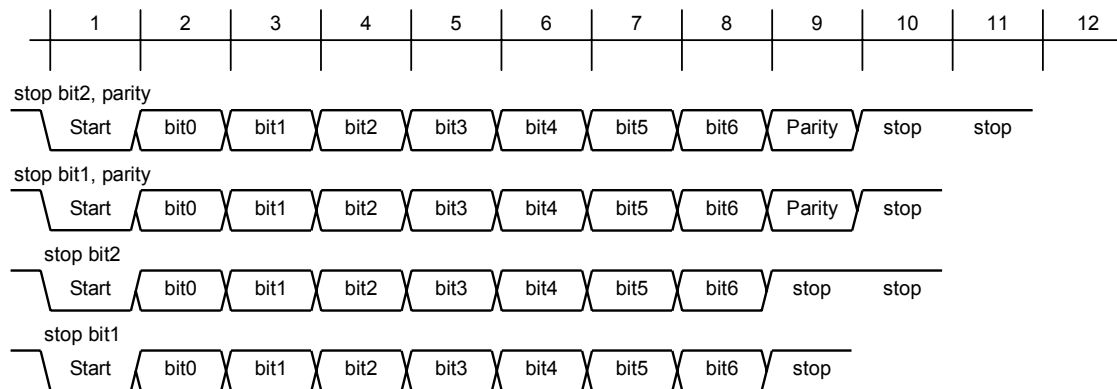 1 2 3 4 5 6 7 8 9 10 11 12
stop bit2, parity
Start bit0 bit1 bit2 bit3 bit4 bit5 bit6 Parity stop stop
stop bit1, parity
Start bit0 bit1 bit2 bit3 bit4 bit5 bit6 Parity stop
stop bit2
Start bit0 bit1 bit2 bit3 bit4 bit5 bit6 stop stop
stop bit1
Start bit0 bit1 bit2 bit3 bit4 bit5 bit6 stop